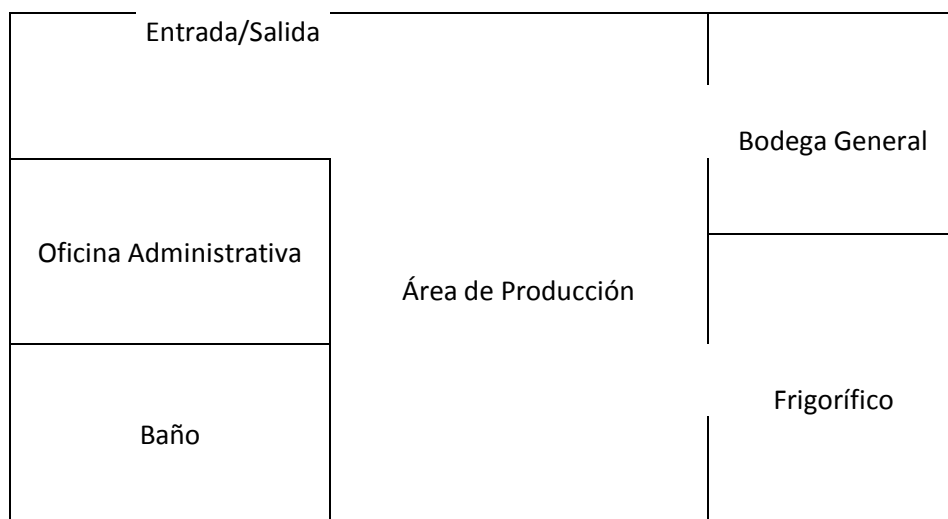 Entrada/Salida
Bodega General
Oficina Administrativa
Área de Producción
Frigorífico
Baño